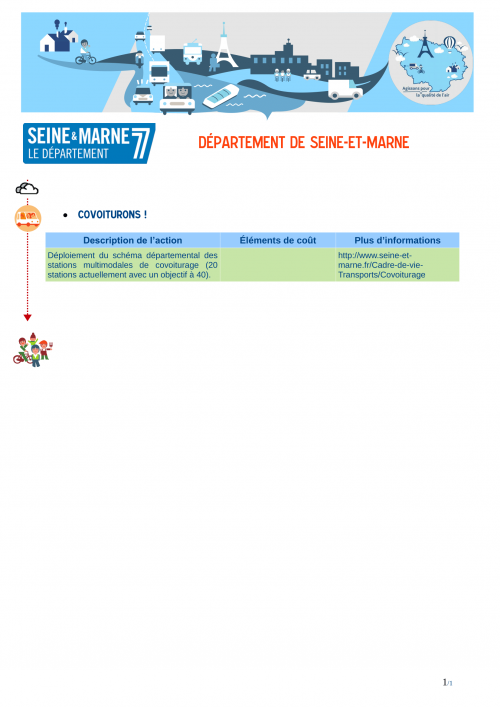 Agissons pour
la qualité de l'air
SEINE&MARNE 77
LE DÉPARTEMENT
DÉPARTEMENT DE SEINE-ET-MARNE
• COVOITURONS !
Description de l'action
Éléments de coût
Plus d'informations
Déploiement du schéma départemental des
stations multimodales de covoiturage (20
stations actuellement avec un objectif à 40).
http://www.seine-et-
marne.fr/Cadre-de-vie-
Transports/Covoiturage
1/1